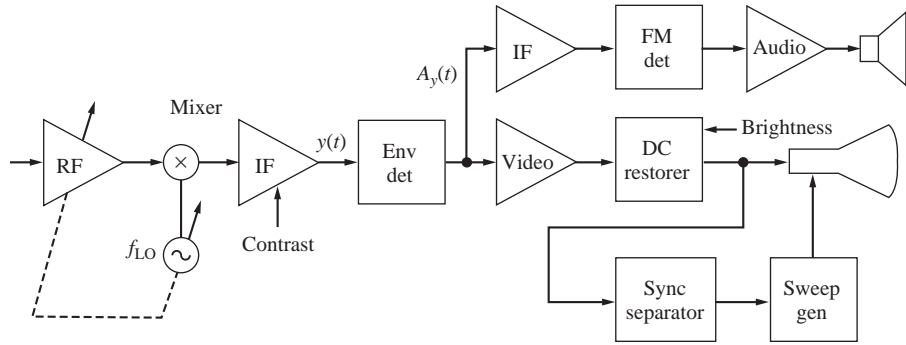 IF
FM
det
Audio
A_y(t)
Mixer
RF
×
IF
y(t)
Env
det
Video
DC
restorer
Brightness
f_LO
Contrast
Sync
separator
Sweep
gen